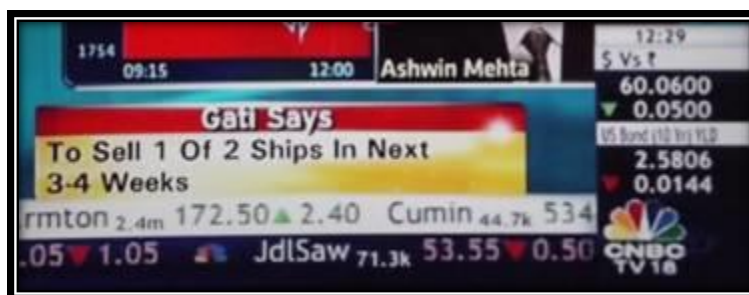 1754
09:15 12:00
Ashwin Mehta
12:29
$ Vs ₹
60.0600
▼ 0.0500
US Bond (10 Yr) YLD
2.5806
▼ 0.0144
Gati Says
To Sell 1 Of 2 Ships In Next
3-4 Weeks
rmton 2.4m 172.50▲ 2.40 Cumin 44.7k 534
.05▼1.05 JdlSaw 71.3k 53.55▼0.50
CNBC
TV18